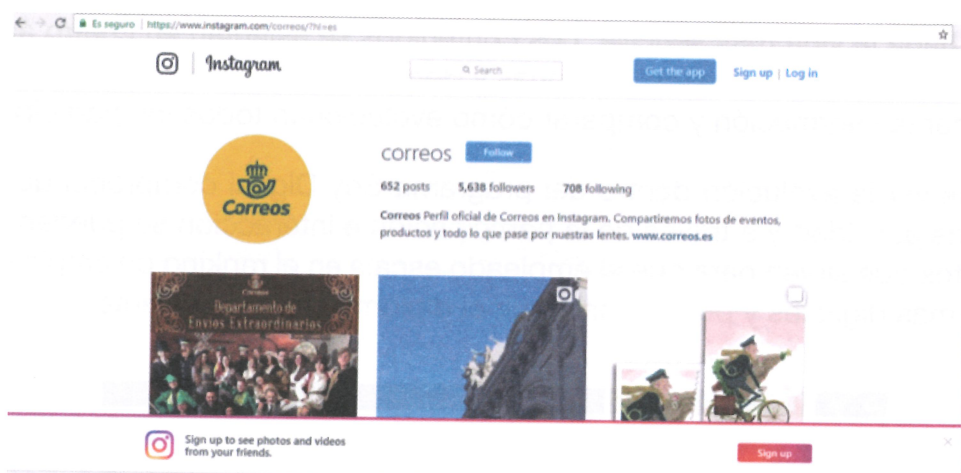 Es seguro | https://www.instagram.com/correos/?hl=es
Instagram
Search
Get the app
Sign up | Log in
correos Follow
652 posts 5,638 followers 708 following
Correos Perfil oficial de Correos en Instagram. Compartiremos fotos de eventos,
productos y todo lo que pase por nuestras lentes. www.correos.es
Correos
Correos
Departamento de
Envíos Extraordinarios
Sign up to see photos and videos
from your friends.
Sign up